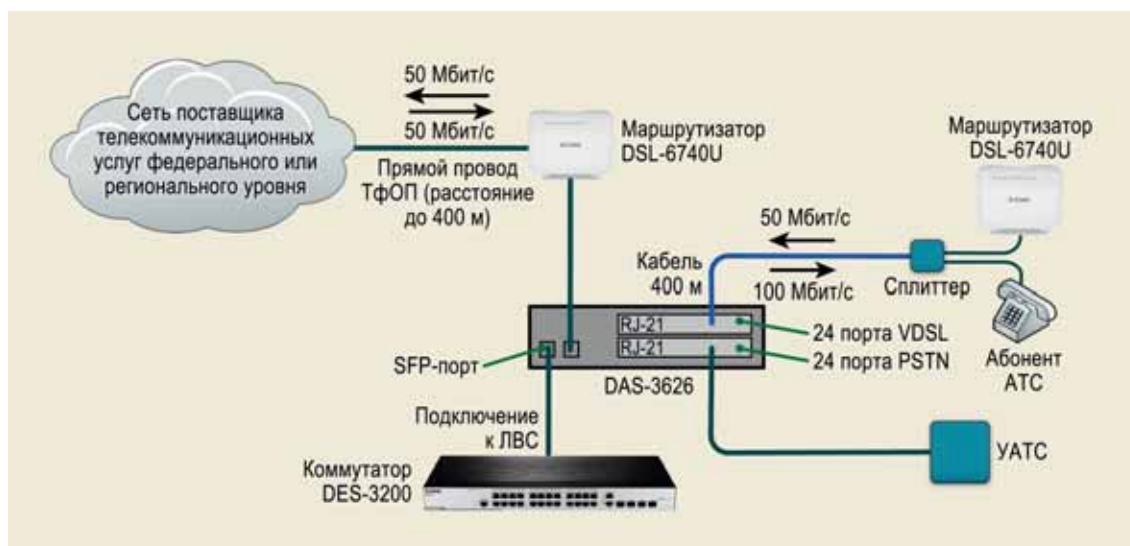 Сеть поставщика
телекоммуникационных
услуг федерального или
регионального уровня
50 Мбит/с
50 Мбит/с
Прямой провод
ТфОП (расстояние
до 400 м)
Маршрутизатор
DSL-6740U
Маршрутизатор
DSL-6740U
50 Мбит/с
Кабель
400 м
100 Мбит/с
Сплиттер
RJ-21
RJ-21
24 порта VDSL
24 порта PSTN
Абонент
АТС
SFP-порт
DAS-3626
Подключение
к ЛВС
Коммутатор
DES-3200
УАТС